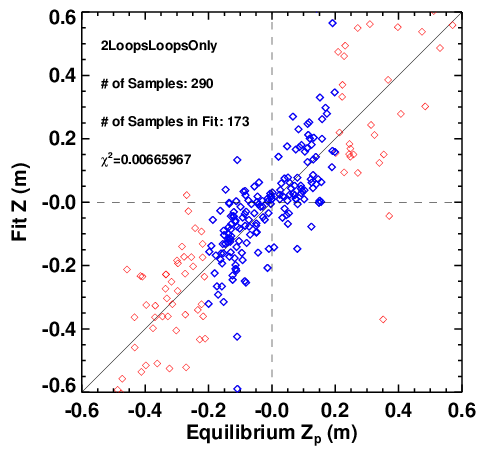 0.6
0.4
0.2
-0.0
-0.2
-0.4
-0.6
Fit Z (m)
2LoopsLoopsOnly
# of Samples: 290
# of Samples in Fit: 173
χ²=0.00665967
-0.6 -0.4 -0.2 -0.0 0.2 0.4 0.6
Equilibrium Zₚ (m)